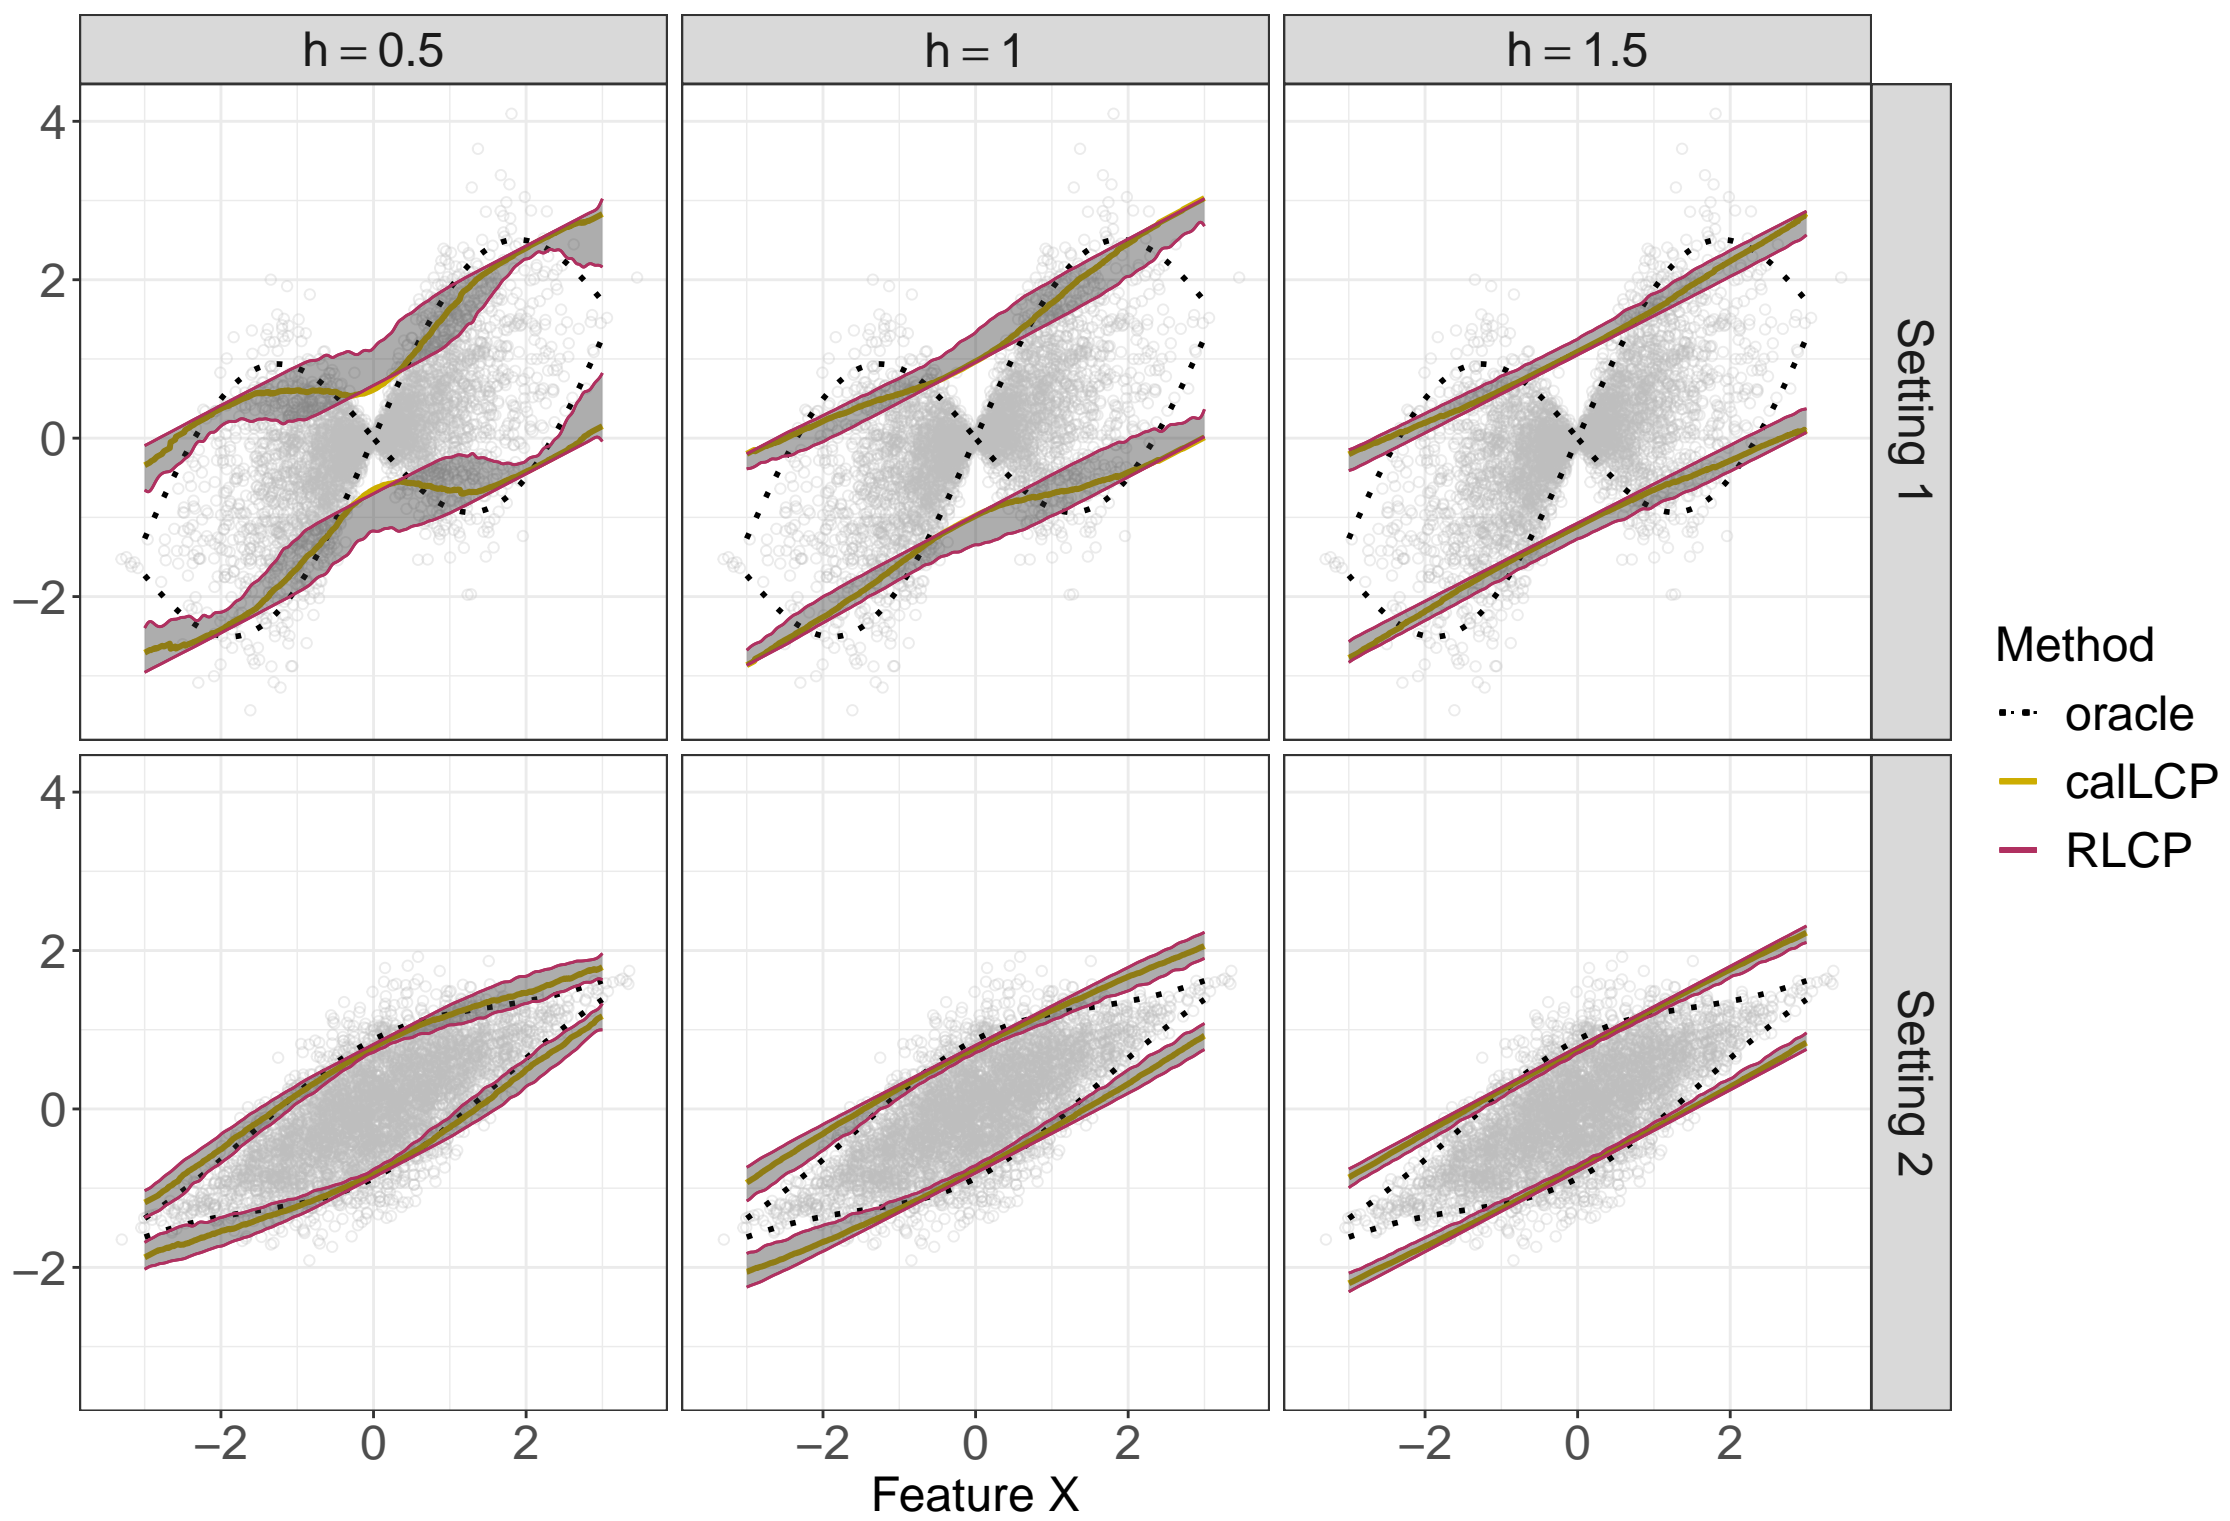 h = 0.5
h = 1
h = 1.5
4
2
0
−2
Setting 1
4
2
0
−2
Setting 2
−2 0 2
−2 0 2
−2 0 2
Feature X
Method
oracle
calLCP
RLCP